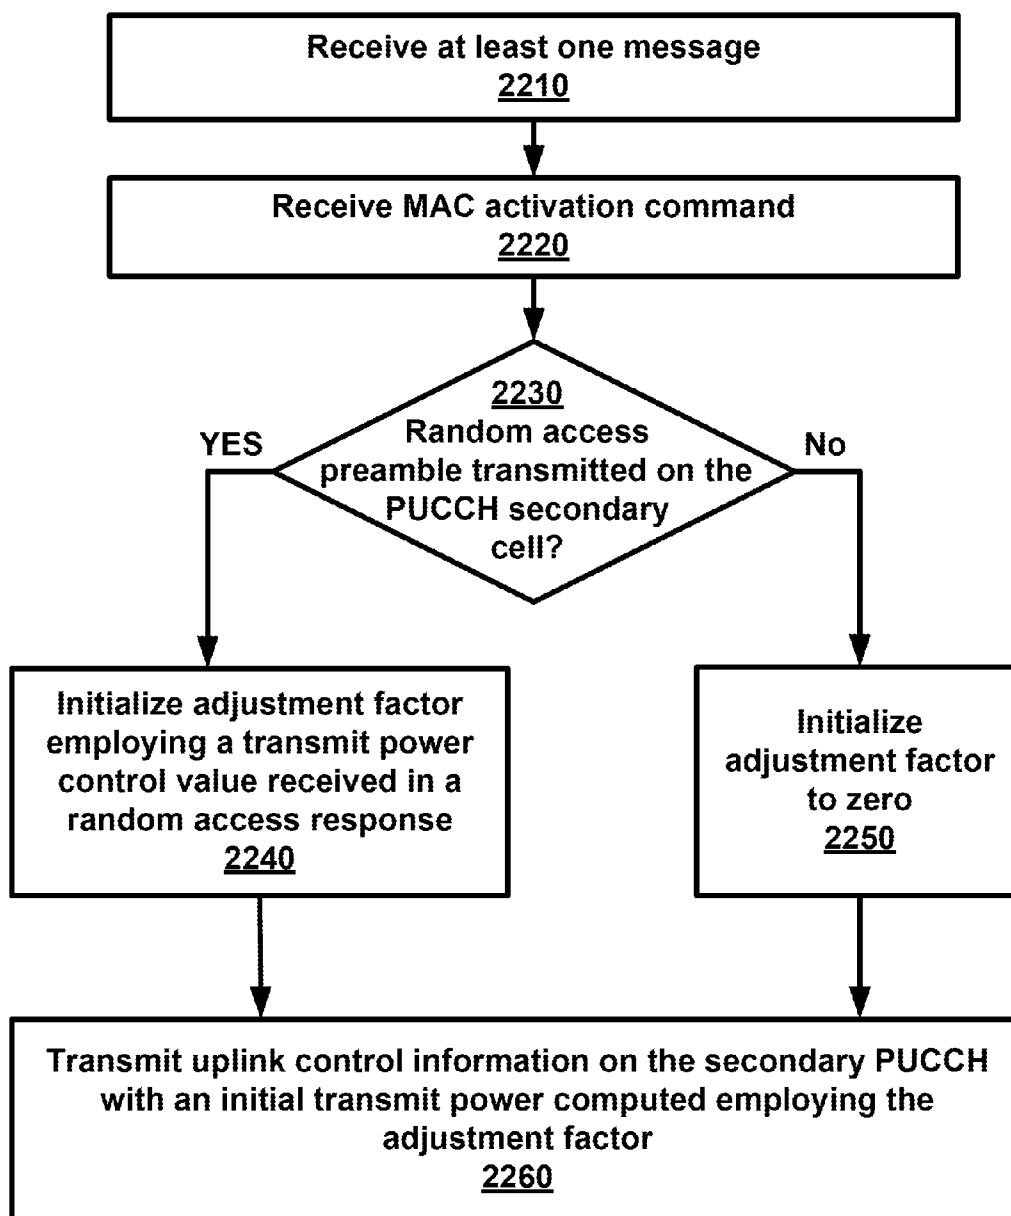 Receive at least one message
2210
Receive MAC activation command
2220
2230
Random access
preamble transmitted on the
PUCCH secondary
cell?
YES
No
Initialize adjustment factor
employing a transmit power
control value received in a
random access response
2240
Initialize
adjustment factor
to zero
2250
Transmit uplink control information on the secondary PUCCH
with an initial transmit power computed employing the
adjustment factor
2260